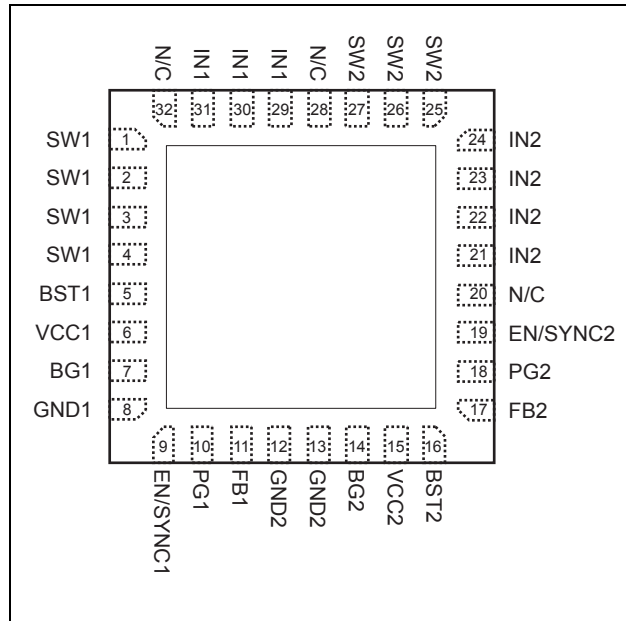 N/C IN1 IN1 IN1 N/C SW2 SW2 SW2
32 31 30 29 28 27 26 25
SW1 1 24 IN2
SW1 2 23 IN2
SW1 3 22 IN2
SW1 4 21 IN2
BST1 5 20 N/C
VCC1 6 19 EN/SYNC2
BG1 7 18 PG2
GND1 8 17 FB2
9 10 11 12 13 14 15 16
EN/SYNC1 PG1 FB1 GND2 GND2 BG2 VCC2 BST2